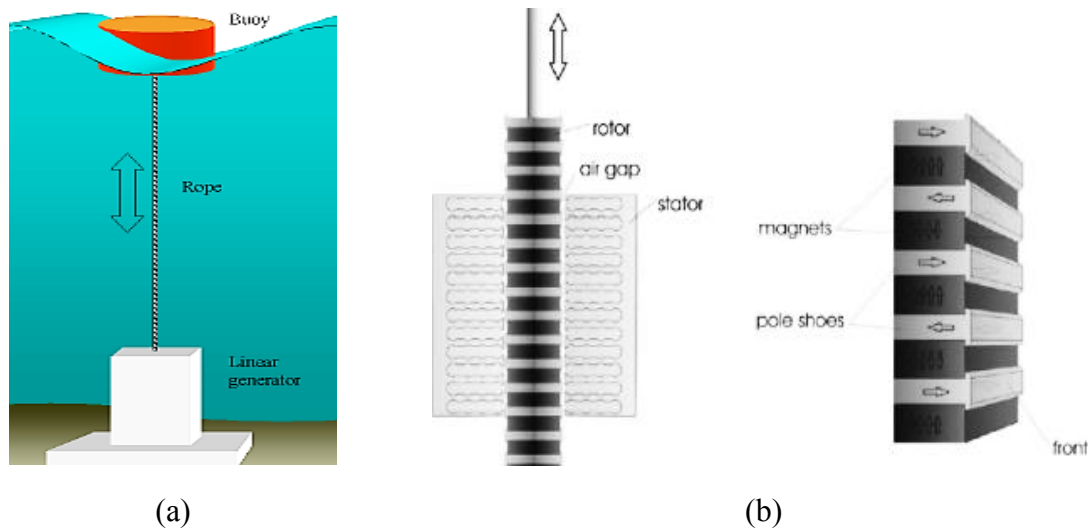 Buoy
Rope
Linear
generator
rotor
air gap
stator
magnets
pole shoes
front
(a)
(b)